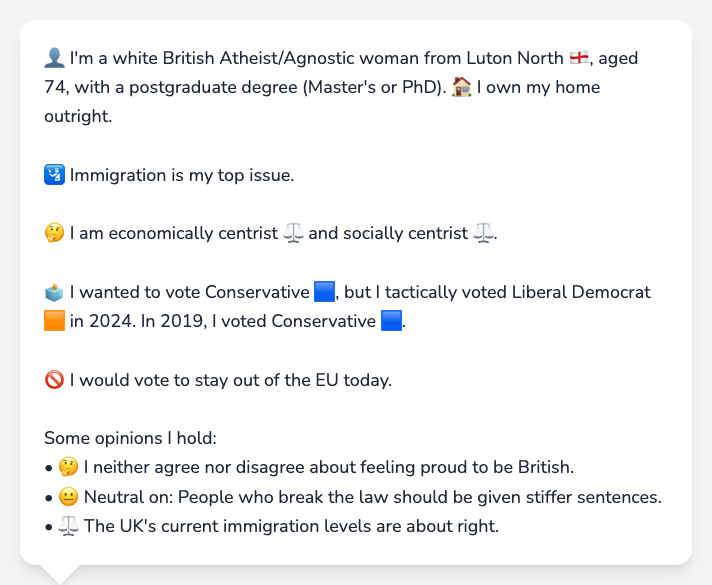 👤 I'm a white British Atheist/Agnostic woman from Luton North 🏴󠁧󠁢󠁥󠁮󠁧󠁿, aged
74, with a postgraduate degree (Master's or PhD). 🏠 I own my home
outright.
🛂 Immigration is my top issue.
🤔 I am economically centrist ⚖️ and socially centrist ⚖️.
🗳️ I wanted to vote Conservative 🟦, but I tactically voted Liberal Democrat
🟧 in 2024. In 2019, I voted Conservative 🟦.
🚫 I would vote to stay out of the EU today.
Some opinions I hold:
• 🤔 I neither agree nor disagree about feeling proud to be British.
• 😐 Neutral on: People who break the law should be given stiffer sentences.
• ⚖️ The UK's current immigration levels are about right.